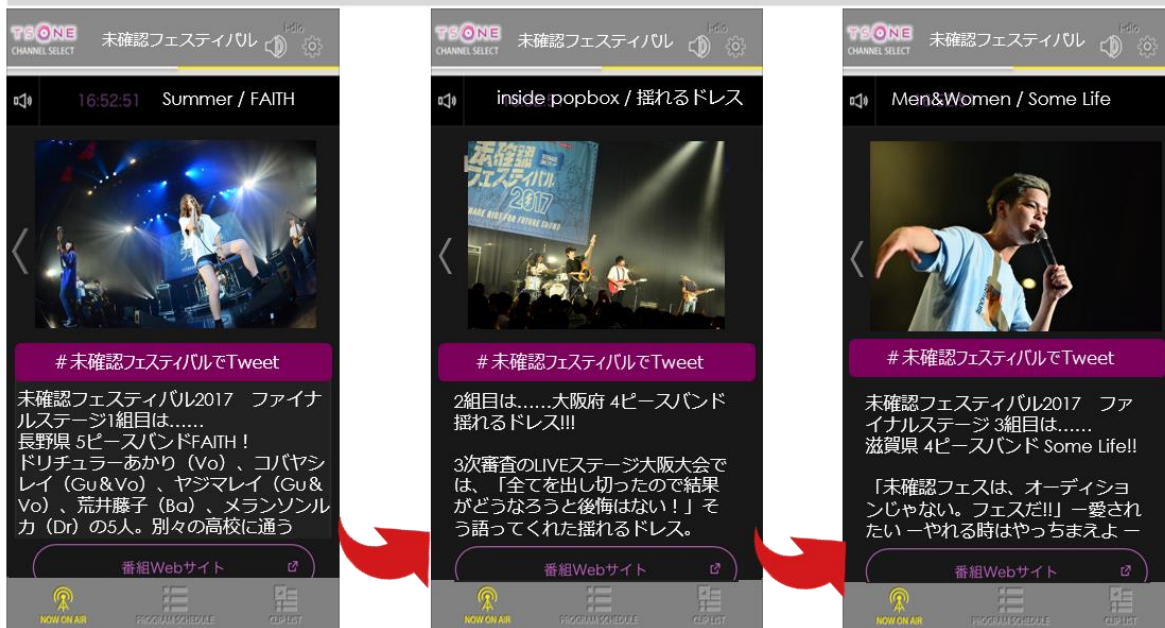 TSONE
CHANNEL SELECT
未確認フェスティバル
i-dio
16:52:51
Summer / FAITH
#未確認フェスティバルでTweet
未確認フェスティバル2017　ファイナ
ルステージ1組目は……
長野県 5ピースバンドFAITH！
ドリチュラーあかり（Vo）、コバヤシ
レイ（Gu&Vo）、ヤジマレイ（Gu&
Vo）、荒井藤子（Ba）、メランソンル
カ（Dr）の5人。別々の高校に通う
番組Webサイト
NOW ON AIR
PROGRAM SCHEDULE
CLIP LIST
TSONE
CHANNEL SELECT
未確認フェスティバル
i-dio
inside popbox / 揺れるドレス
未確認
フェスティバル
2017
MAKE RIOT FOR FUTURE SOUND
#未確認フェスティバルでTweet
2組目は……大阪府 4ピースバンド
揺れるドレス!!!
3次審査のLIVEステージ大阪大会で
は、「全てを出し切ったので結果
がどうなろうと後悔はない！」そ
う語ってくれた揺れるドレス。
番組Webサイト
NOW ON AIR
PROGRAM SCHEDULE
CLIP LIST
TSONE
CHANNEL SELECT
未確認フェスティバル
i-dio
Men&Women / Some Life
#未確認フェスティバルでTweet
未確認フェスティバル2017　ファ
イナルステージ 3組目は……
滋賀県 4ピースバンド Some Life!!
「未確認フェスは、オーディショ
ンじゃない。フェスだ!!」ー愛され
たい ーやれる時はやっちまえよ ー
番組Webサイト
NOW ON AIR
PROGRAM SCHEDULE
CLIP LIST